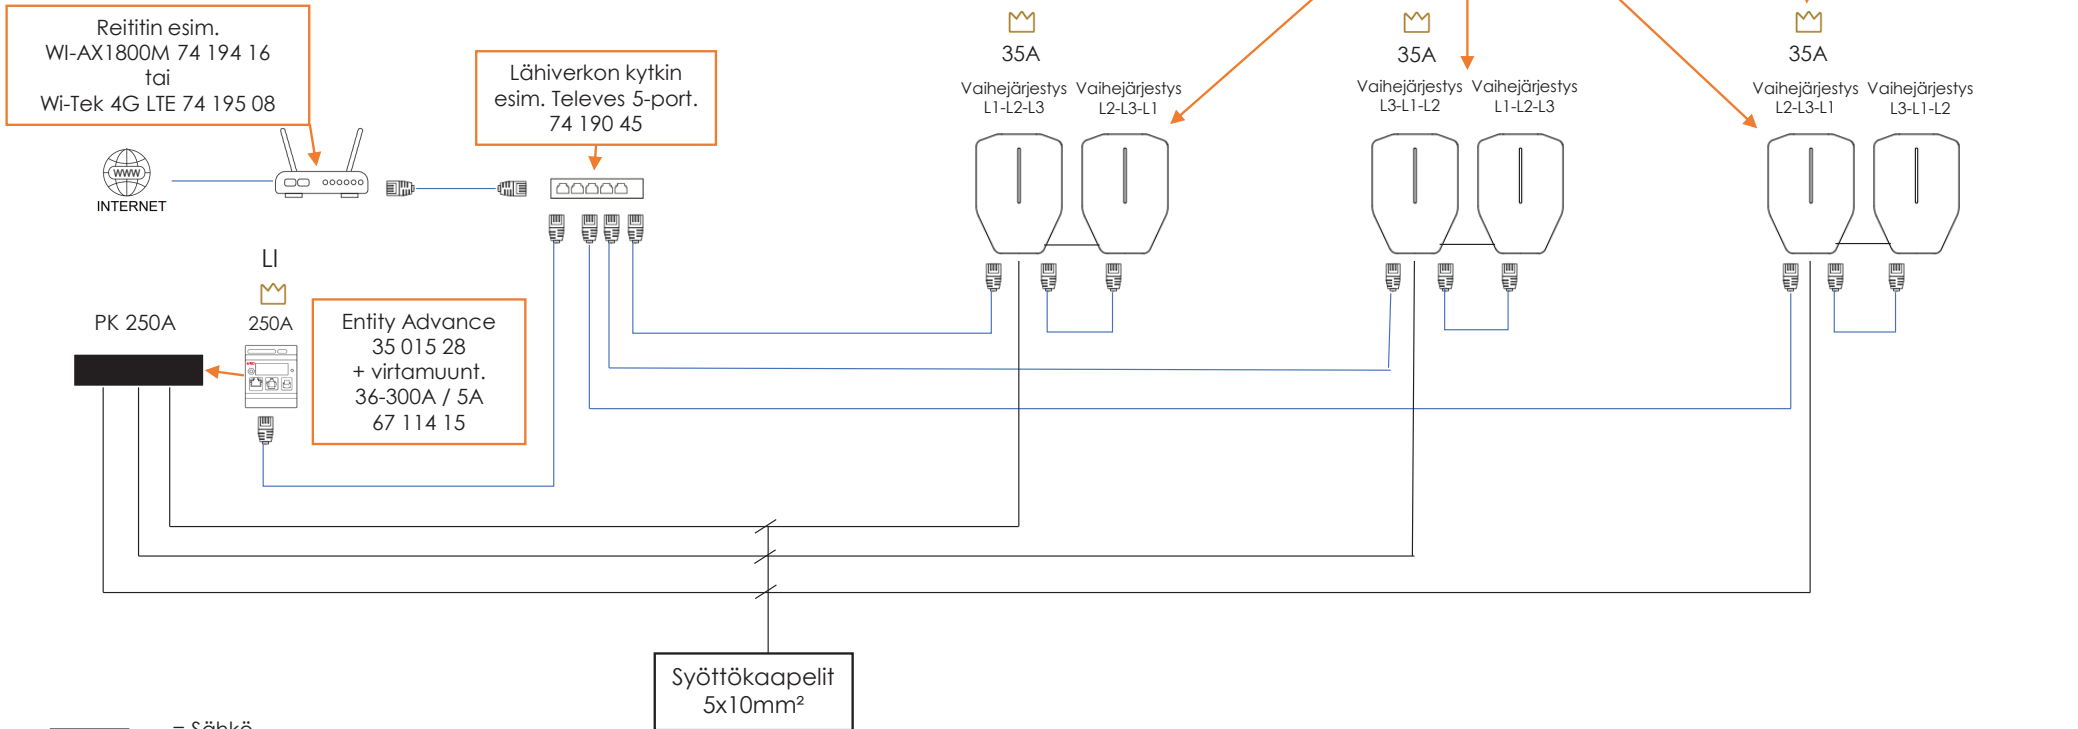 Reititin esim.
WI-AX1800M 74 194 16
tai
Wi-Tek 4G LTE 74 195 08
Lähiverkon kytkin
esim. Televes 5-port.
74 190 45
35A
Vaihejärjestys
L1-L2-L3
Vaihejärjestys
L2-L3-L1
35A
Vaihejärjestys
L3-L1-L2
Vaihejärjestys
L1-L2-L3
35A
Vaihejärjestys
L2-L3-L1
Vaihejärjestys
L3-L1-L2
WWW
INTERNET
LI
250A
PK 250A
Entity Advance
35 015 28
+ virtamuunt.
36-300A / 5A
67 114 15
Syöttökaapelit
5x10mm²
= Sähkö